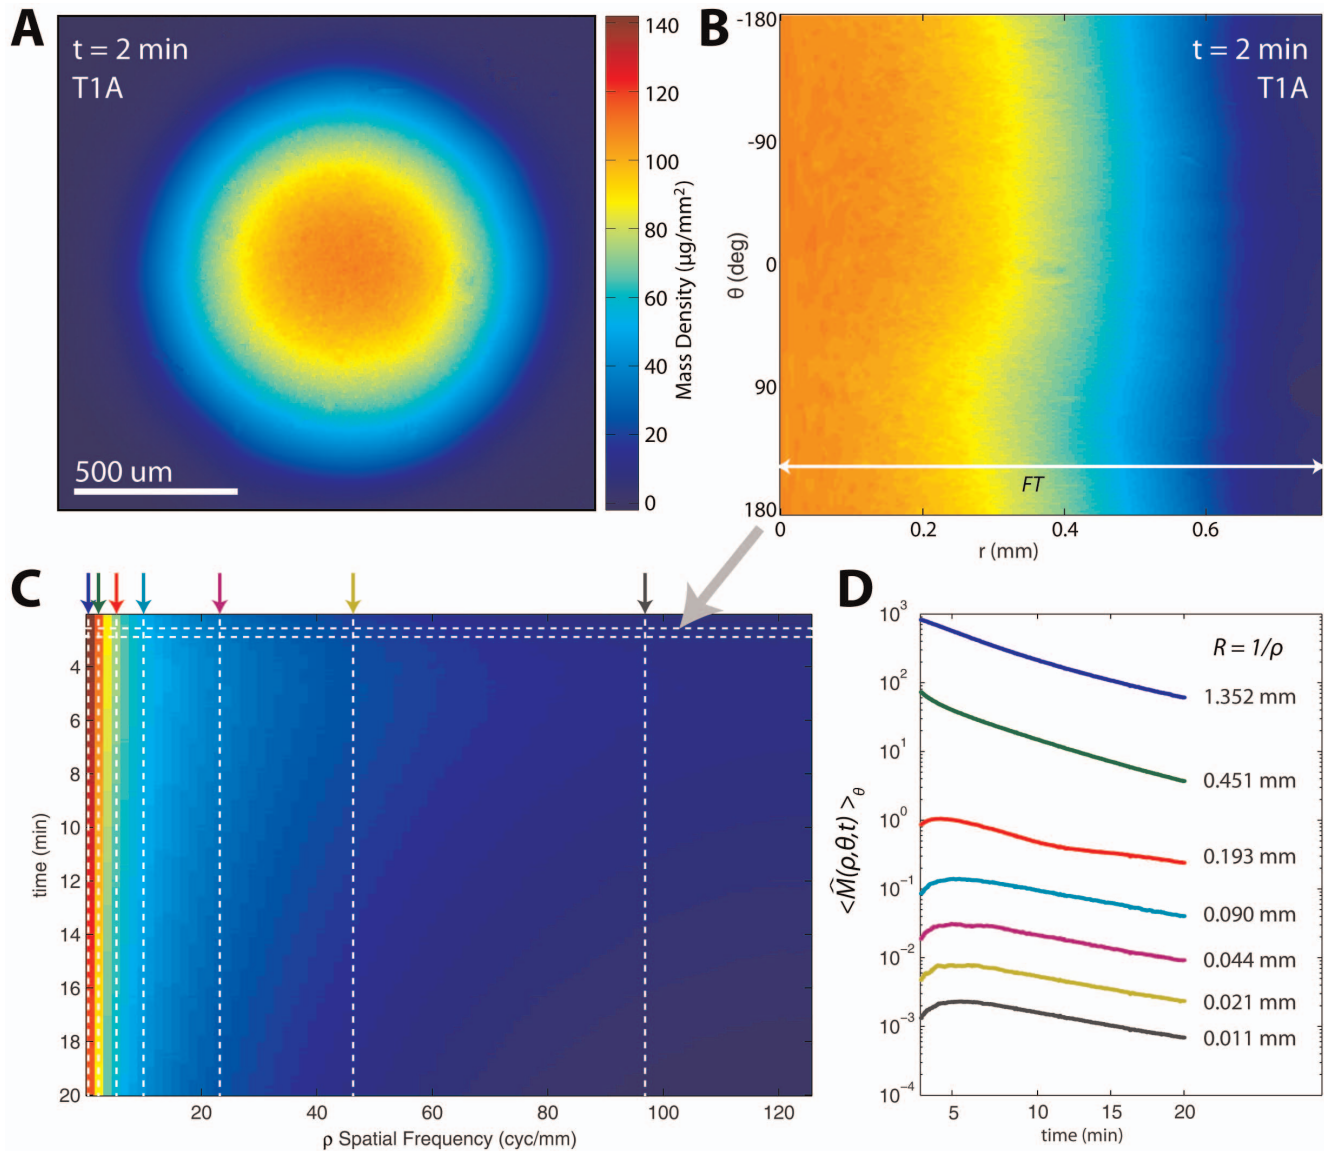 A
t = 2 min
T1A
500 um
140
120
100
80
60
40
20
0
Mass Density (µg/mm²)
B
t = 2 min
T1A
-180
-90
0
90
180
θ (deg)
FT
0 0.2 0.4 0.6
r (mm)
C
4
6
8
10
12
14
16
18
20
time (min)
20 40 60 80 100 120
ρ Spatial Frequency (cyc/mm)
D
10³
10²
10¹
10⁰
10⁻¹
10⁻²
10⁻³
10⁻⁴
<M̂(ρ,θ,t) >θ
R = 1/ρ
1.352 mm
0.451 mm
0.193 mm
0.090 mm
0.044 mm
0.021 mm
0.011 mm
5 10 15 20
time (min)